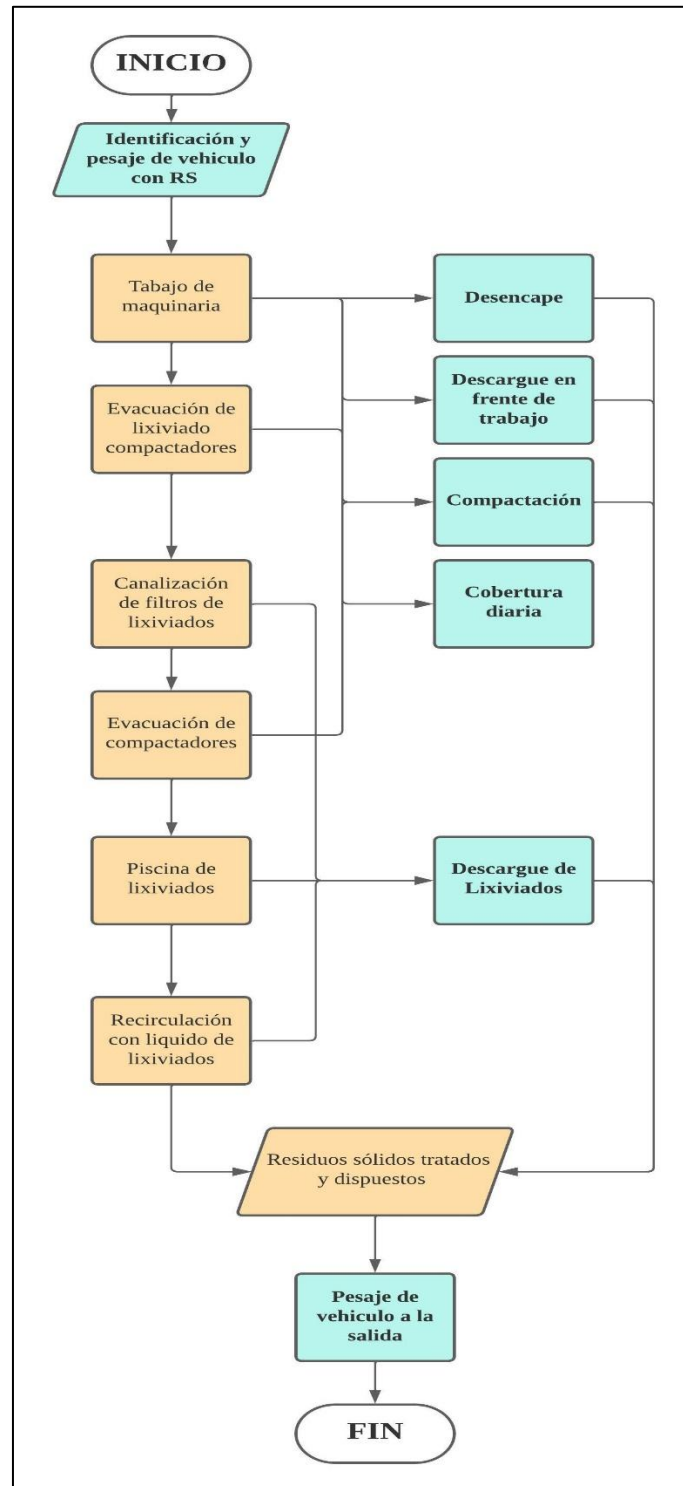 INICIO
Identificación y
pesaje de vehiculo
con RS
Tabajo de
maquinaria
Desencape
Evacuación de
lixiviado
compactadores
Descargue en
frente de
trabajo
Compactación
Canalización
de filtros de
lixiviados
Cobertura
diaria
Evacuación de
compactadores
Piscina de
lixiviados
Descargue de
Lixiviados
Recirculación
con liquido de
lixiviados
Residuos sólidos tratados
y dispuestos
Pesaje de
vehiculo a la
salida
FIN